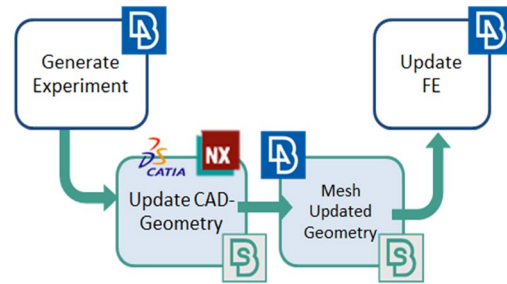 Generate
Experiment
Update
FE
CATIA
NX
Update CAD-
Geometry
Mesh
Updated
Geometry